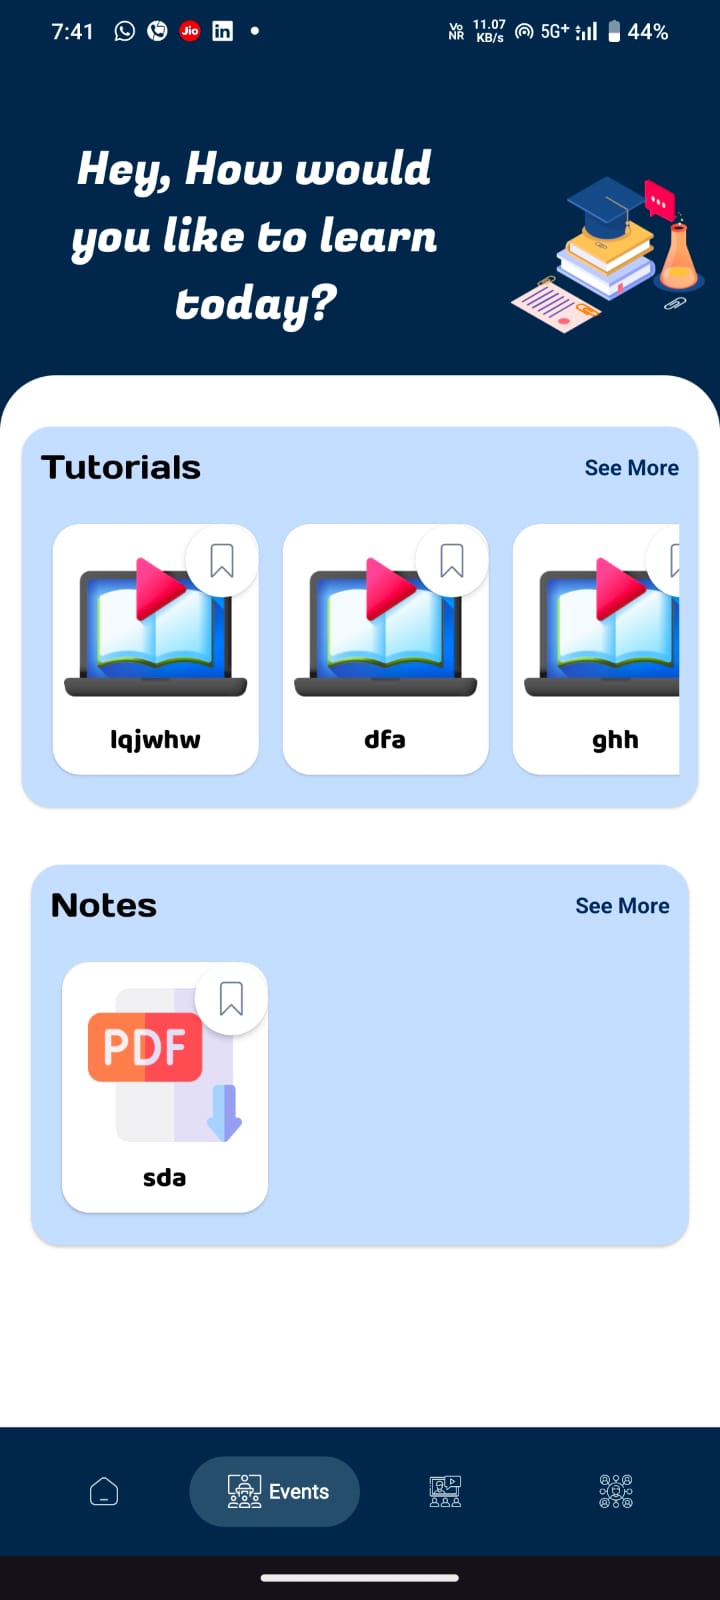 7:41 Jio in Vo NR 11.07 KB/s 5G+ 44%
Hey, How would
you like to learn
today?
Tutorials See More
lqjwhw dfa ghh
Notes See More
PDF
sda
Events